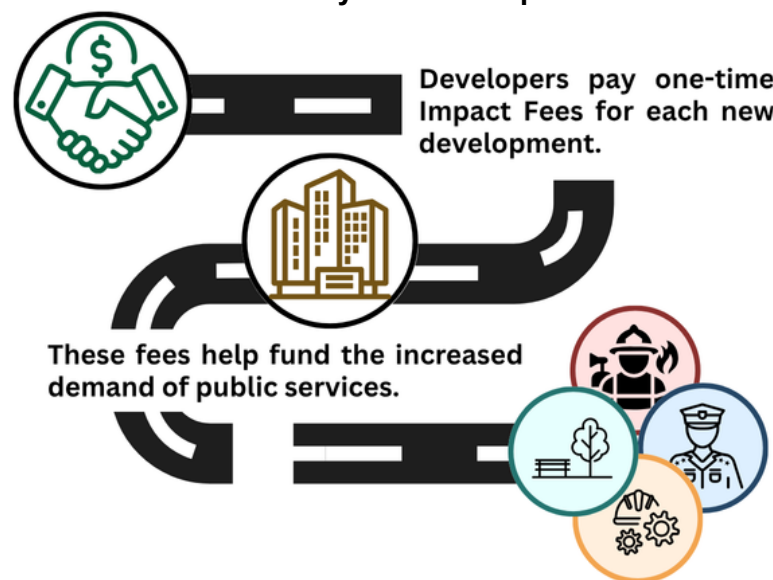 Developers pay one-time
Impact Fees for each new
development.
These fees help fund the increased
demand of public services.